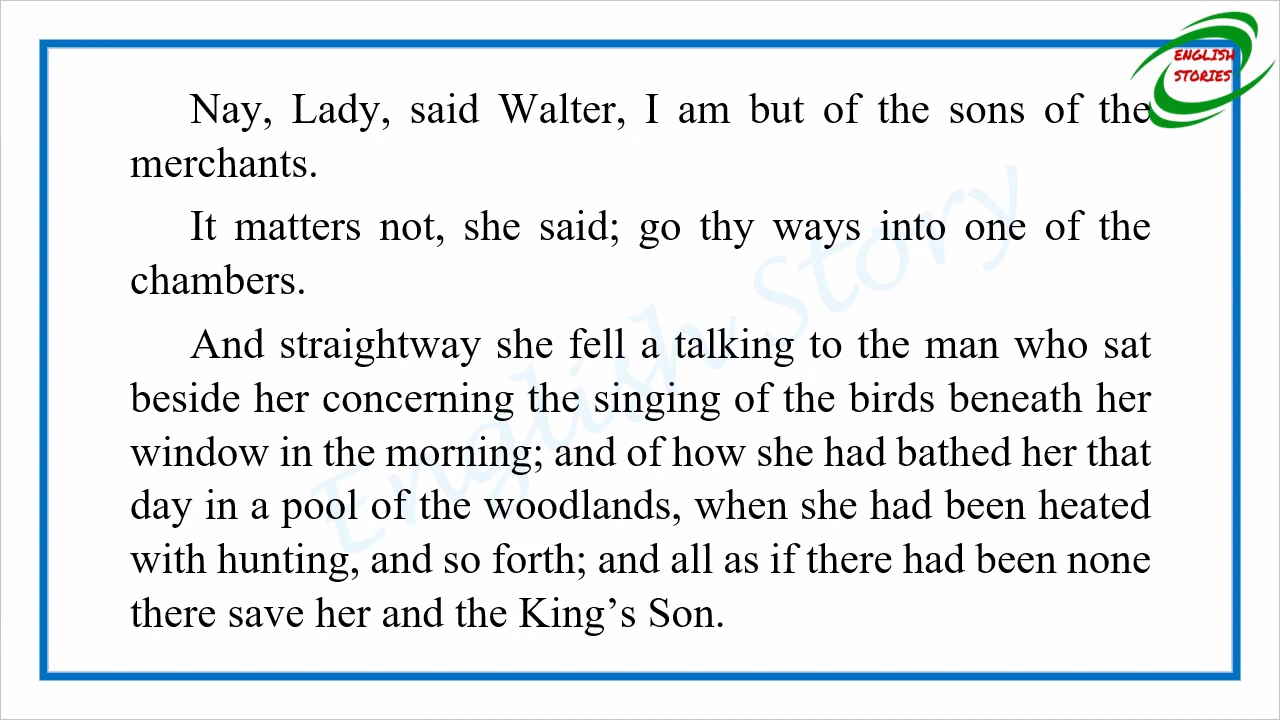 ENGLISH
STORIES
Nay, Lady, said Walter, I am but of the sons of the
merchants.
It matters not, she said; go thy ways into one of the
chambers.
And straightway she fell a talking to the man who sat
beside her concerning the singing of the birds beneath her
window in the morning; and of how she had bathed her that
day in a pool of the woodlands, when she had been heated
with hunting, and so forth; and all as if there had been none
there save her and the King’s Son.
English Story